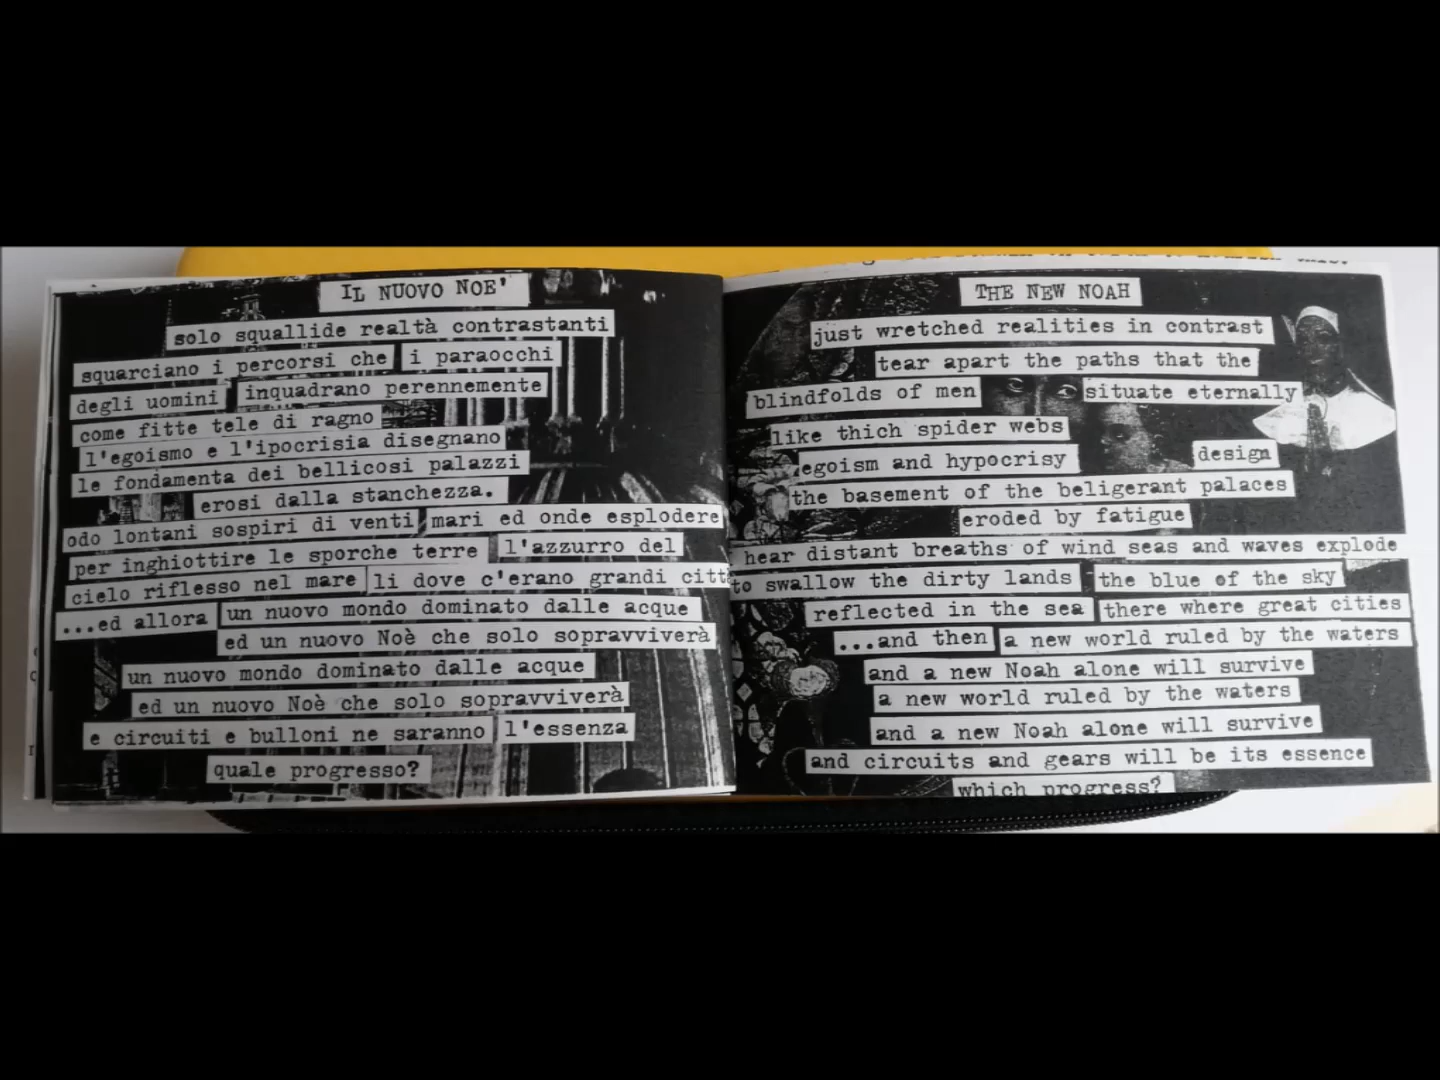 IL NUOVO NOE'
solo squallide realtà contrastanti
squarciano i percorsi che i paraocchi
degli uomini inquadrano perennemente
come fitte tele di ragno
l'egoismo e l'ipocrisia disegnano
le fondamenta dei bellicosi palazzi
erosi dalla stanchezza.
odo lontani sospiri di venti mari ed onde esplodere
per inghiottire le sporche terre l'azzurro del
cielo riflesso nel mare li dove c'erano grandi città
...ed allora un nuovo mondo dominato dalle acque
ed un nuovo Noè che solo sopravviverà
un nuovo mondo dominato dalle acque
ed un nuovo Noè che solo sopravviverà
e circuiti e bulloni ne saranno l'essenza
quale progresso?
THE NEW NOAH
just wretched realities in contrast
tear apart the paths that the
blindfolds of men situate eternally
like thich spider webs
egoism and hypocrisy design
the basement of the beligerant palaces
eroded by fatigue
hear distant breaths of wind seas and waves explode
to swallow the dirty lands the blue of the sky
reflected in the sea there where great cities
...and then a new world ruled by the waters
and a new Noah alone will survive
a new world ruled by the waters
and a new Noah alone will survive
and circuits and gears will be its essence
which progress?